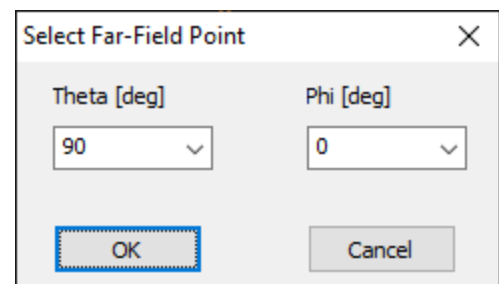 Select Far-Field Point
Theta [deg] Phi [deg]
90 0
OK Cancel